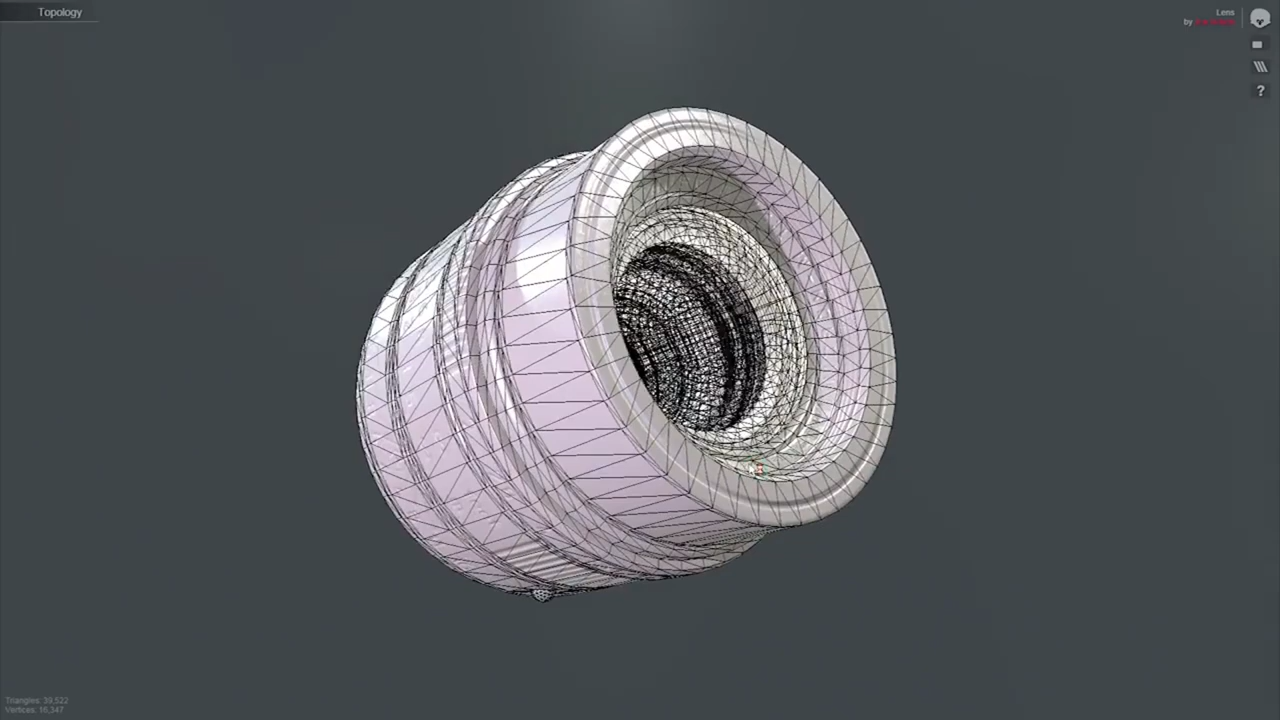 Topology
Lens
by
?
Triangles: 39,522
Vertices: 16,347